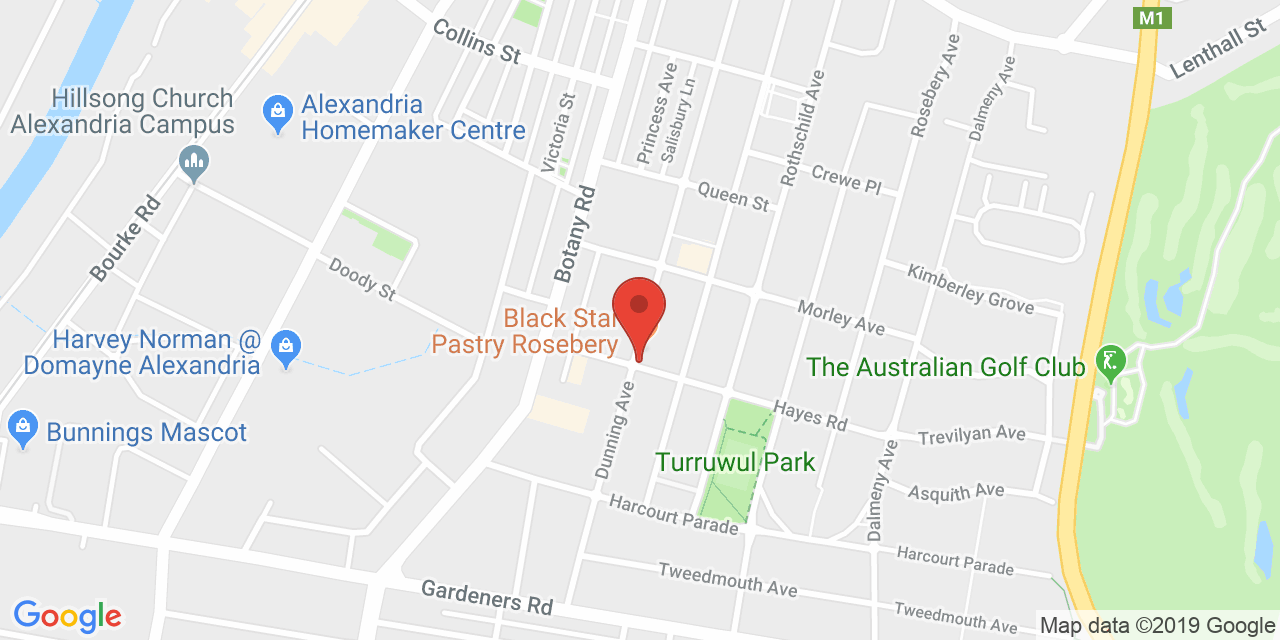 Collins St
M1
Lenthall St
Hillsong Church
Alexandria Campus
Alexandria
Homemaker Centre
Victoria St
Princess Ave
Salisbury Ln
Rothschild Ave
Rosebery Ave
Dalmeny Ave
Crewe Pl
Queen St
Botany Rd
Bourke Rd
Doody St
Kimberley Grove
Morley Ave
Black Star
Pastry Rosebery
Harvey Norman @
Domayne Alexandria
The Australian Golf Club
Bunnings Mascot
Dunning Ave
Hayes Rd
Trevilyan Ave
Turruwul Park
Dalmeny Ave
Asquith Ave
Harcourt Parade
Harcourt Parade
Tweedmouth Ave
Gardeners Rd
Tweedmouth Ave
Google
Map data ©2019 Google